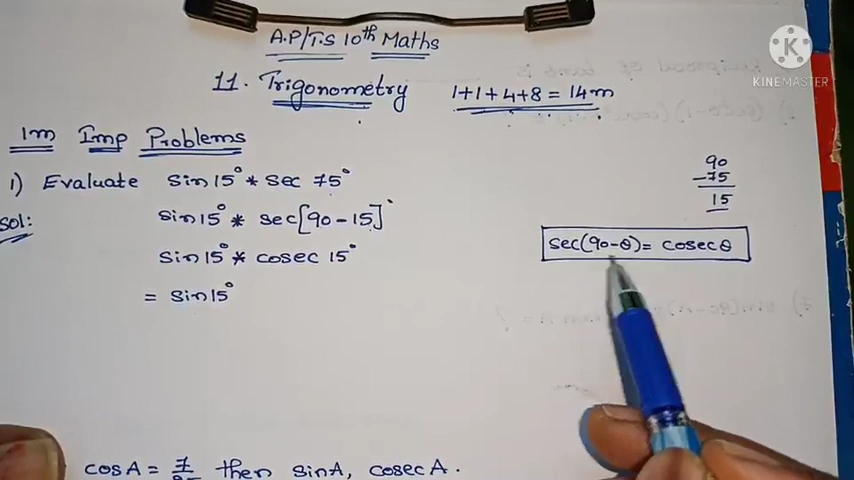 A.P/T.S 10th Maths
11. Trigonometry 1+1+4+8=14m
KINEMASTER
1m Imp Problems
1) Evaluate sin15° * sec 75°
90
-75
15
sol: sin15° * sec[90-15]°
sec(90-θ)= cosecθ
sin15° * cosec 15°
= sin15°
cosA = then sinA, cosecA.